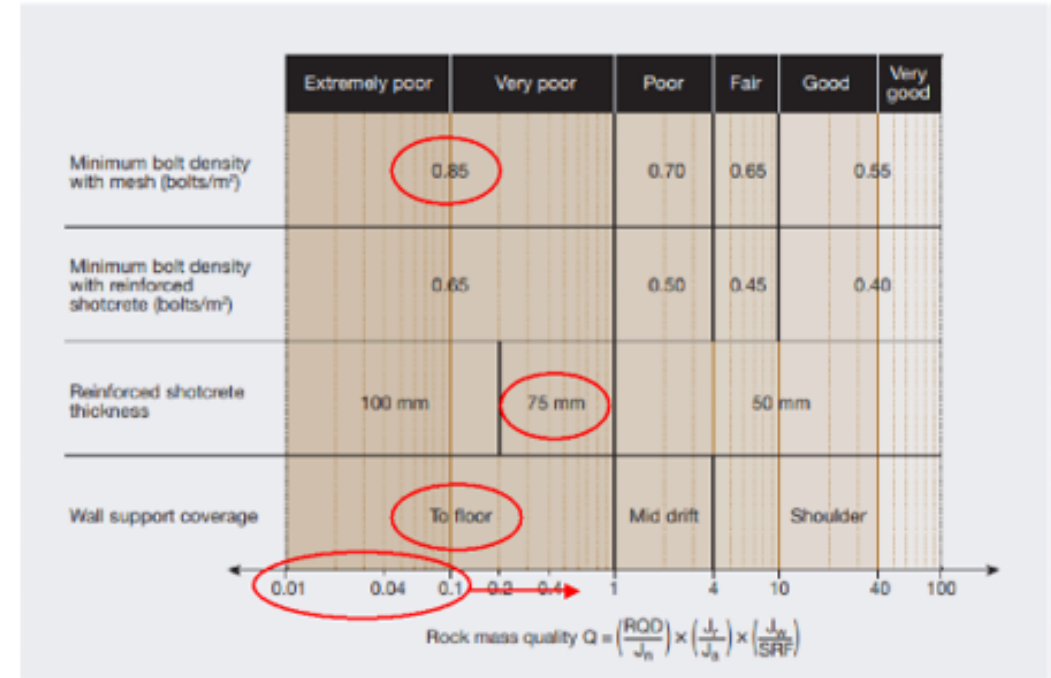 Extremely poor Very poor Poor Fair Good Very good
Minimum bolt density
with mesh (bolts/m²)
0.85 0.70 0.65 0.55
Minimum bolt density
with reinforced
shotcrete (bolts/m²)
0.65 0.50 0.45 0.40
Reinforced shotcrete
thickness
100 mm 75 mm 50 mm
Wall support coverage To floor Mid drift Shoulder
0.01 0.04 0.1 0.2 0.4 1 4 10 40 100
Rock mass quality Q = (RQD/Jn) × (Jr/Ja) × (Jw/SRF)